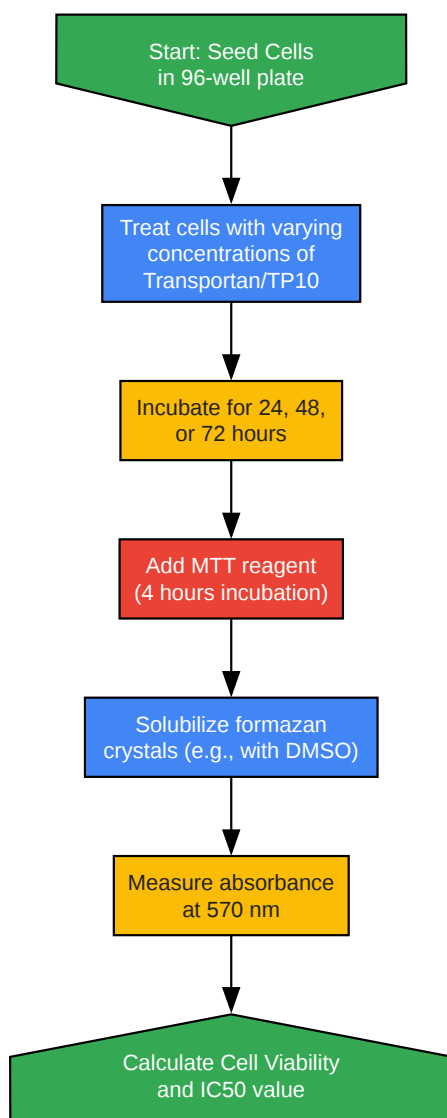 Start: Seed Cells
in 96-well plate
Treat cells with varying
concentrations of
Transportan/TP10
Incubate for 24, 48,
or 72 hours
Add MTT reagent
(4 hours incubation)
Solubilize formazan
crystals (e.g., with DMSO)
Measure absorbance
at 570 nm
Calculate Cell Viability
and IC50 value